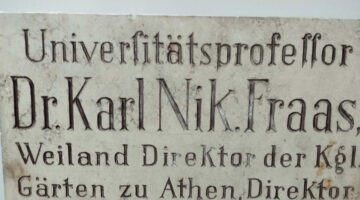 Univerſitätsprofeſſor
Dr. Karl Nik. Fraas,
Weiland Direktor der Kgl.
Gärten zu Athen, Direktor